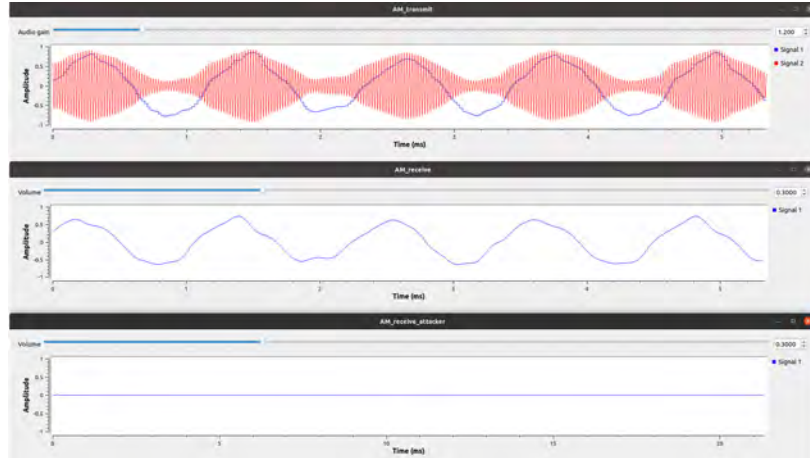 AM_transmit
Audio gain 1.200
1
0.5
0
-0.5
-1
Amplitude
Signal 1
Signal 2
0 1 2 3 4 5
Time (ms)
AM_receive
Volume 0.3000
1
0.5
0
-0.5
-1
Amplitude
Signal 1
0 1 2 3 4 5
Time (ms)
AM_receive_attacker
Volume 0.3000
1
0.5
0
-0.5
-1
Amplitude
Signal 1
0 5 10 15 20
Time (ms)